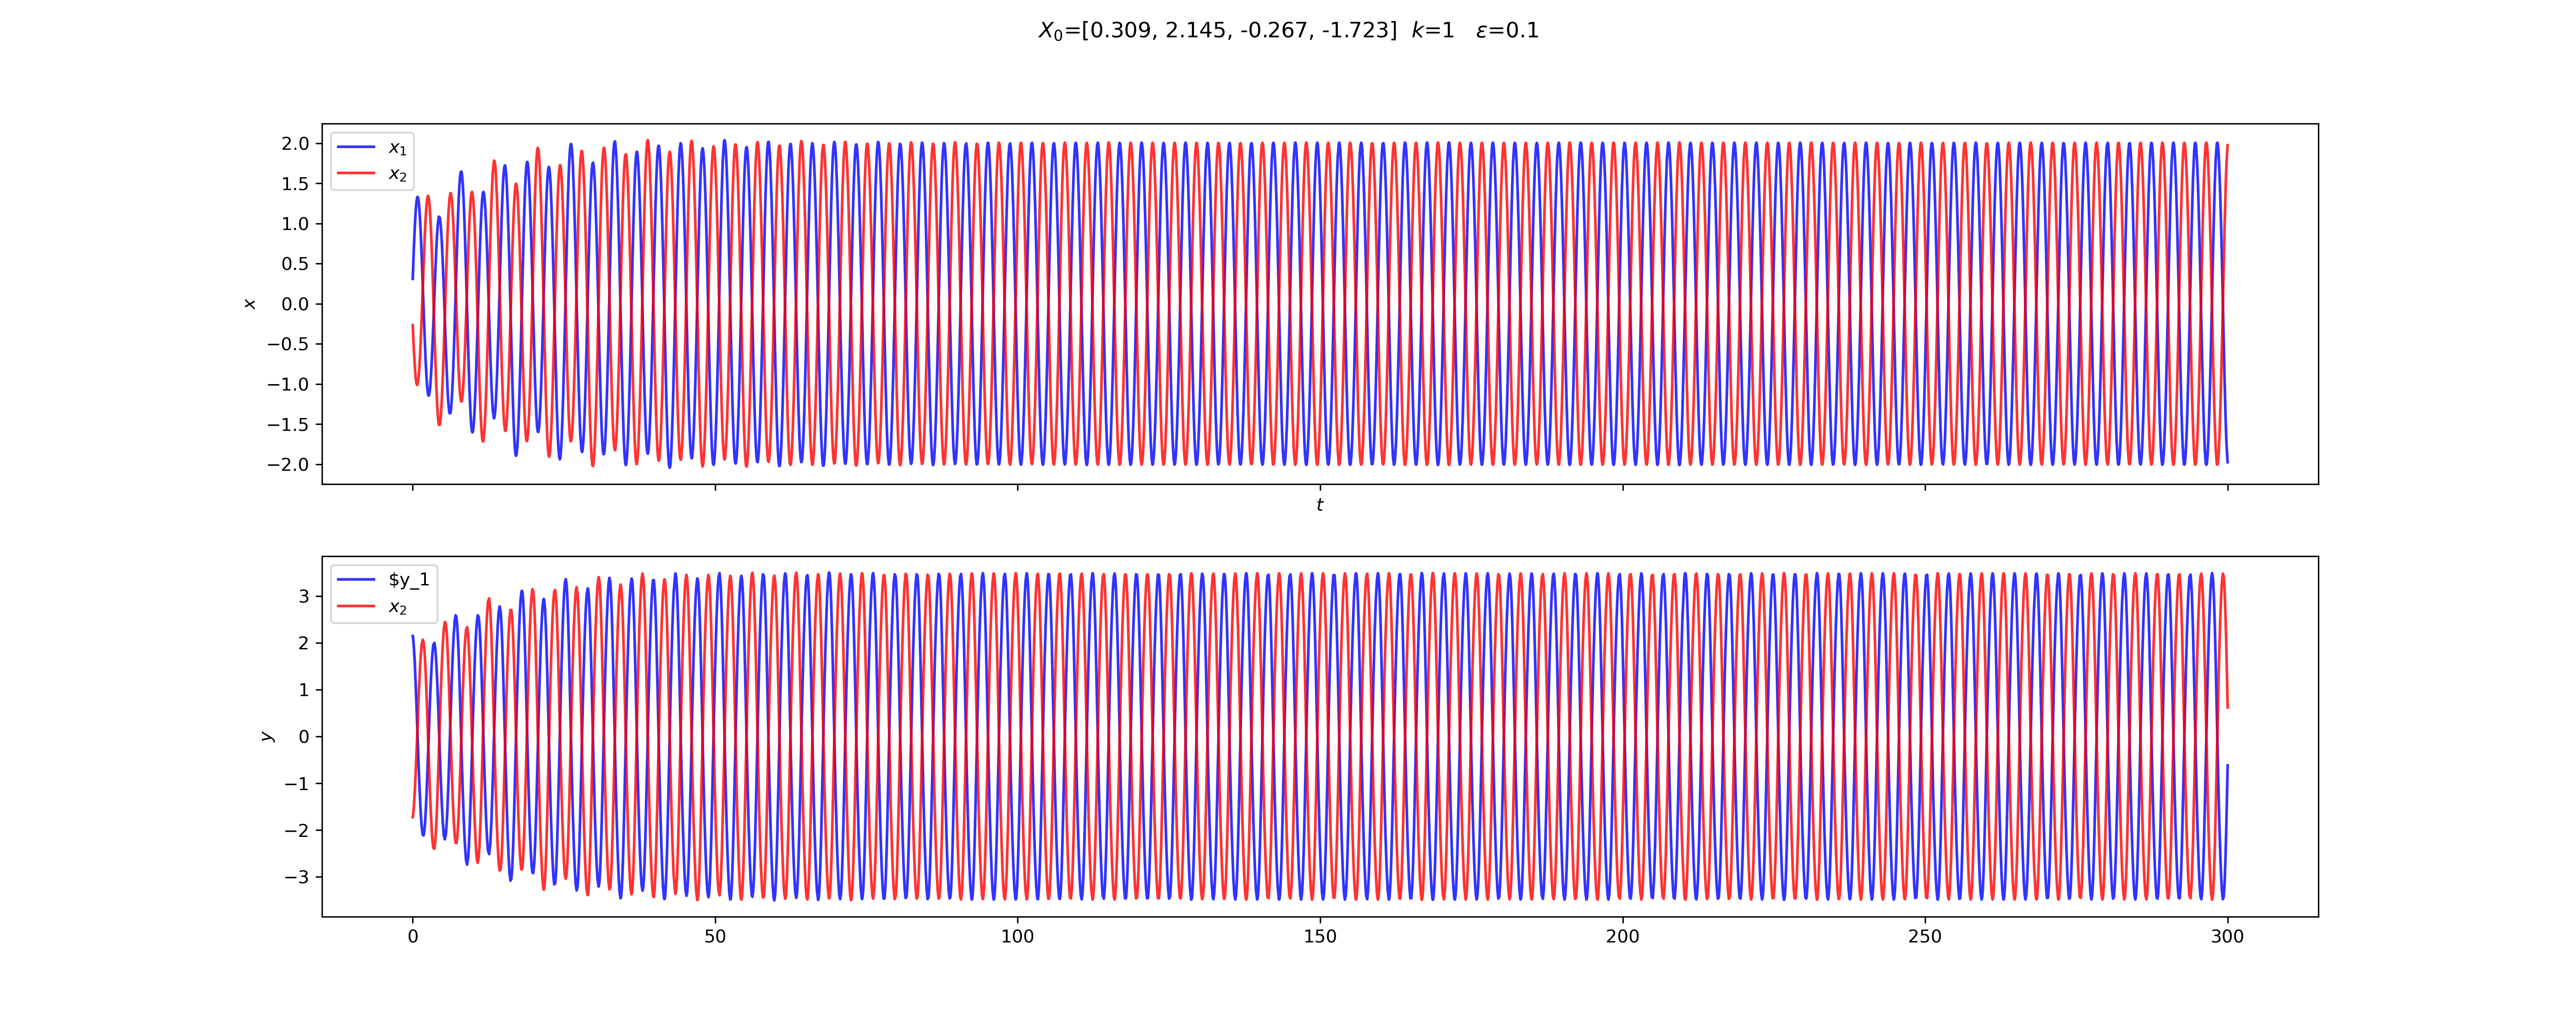 X₀=[0.309, 2.145, -0.267, -1.723] k=1 ε=0.1
x₁
x₂
2.0
1.5
1.0
0.5
0.0
−0.5
−1.0
−1.5
−2.0
x
t
$y_1
x₂
3
2
1
0
−1
−2
−3
y
0 50 100 150 200 250 300